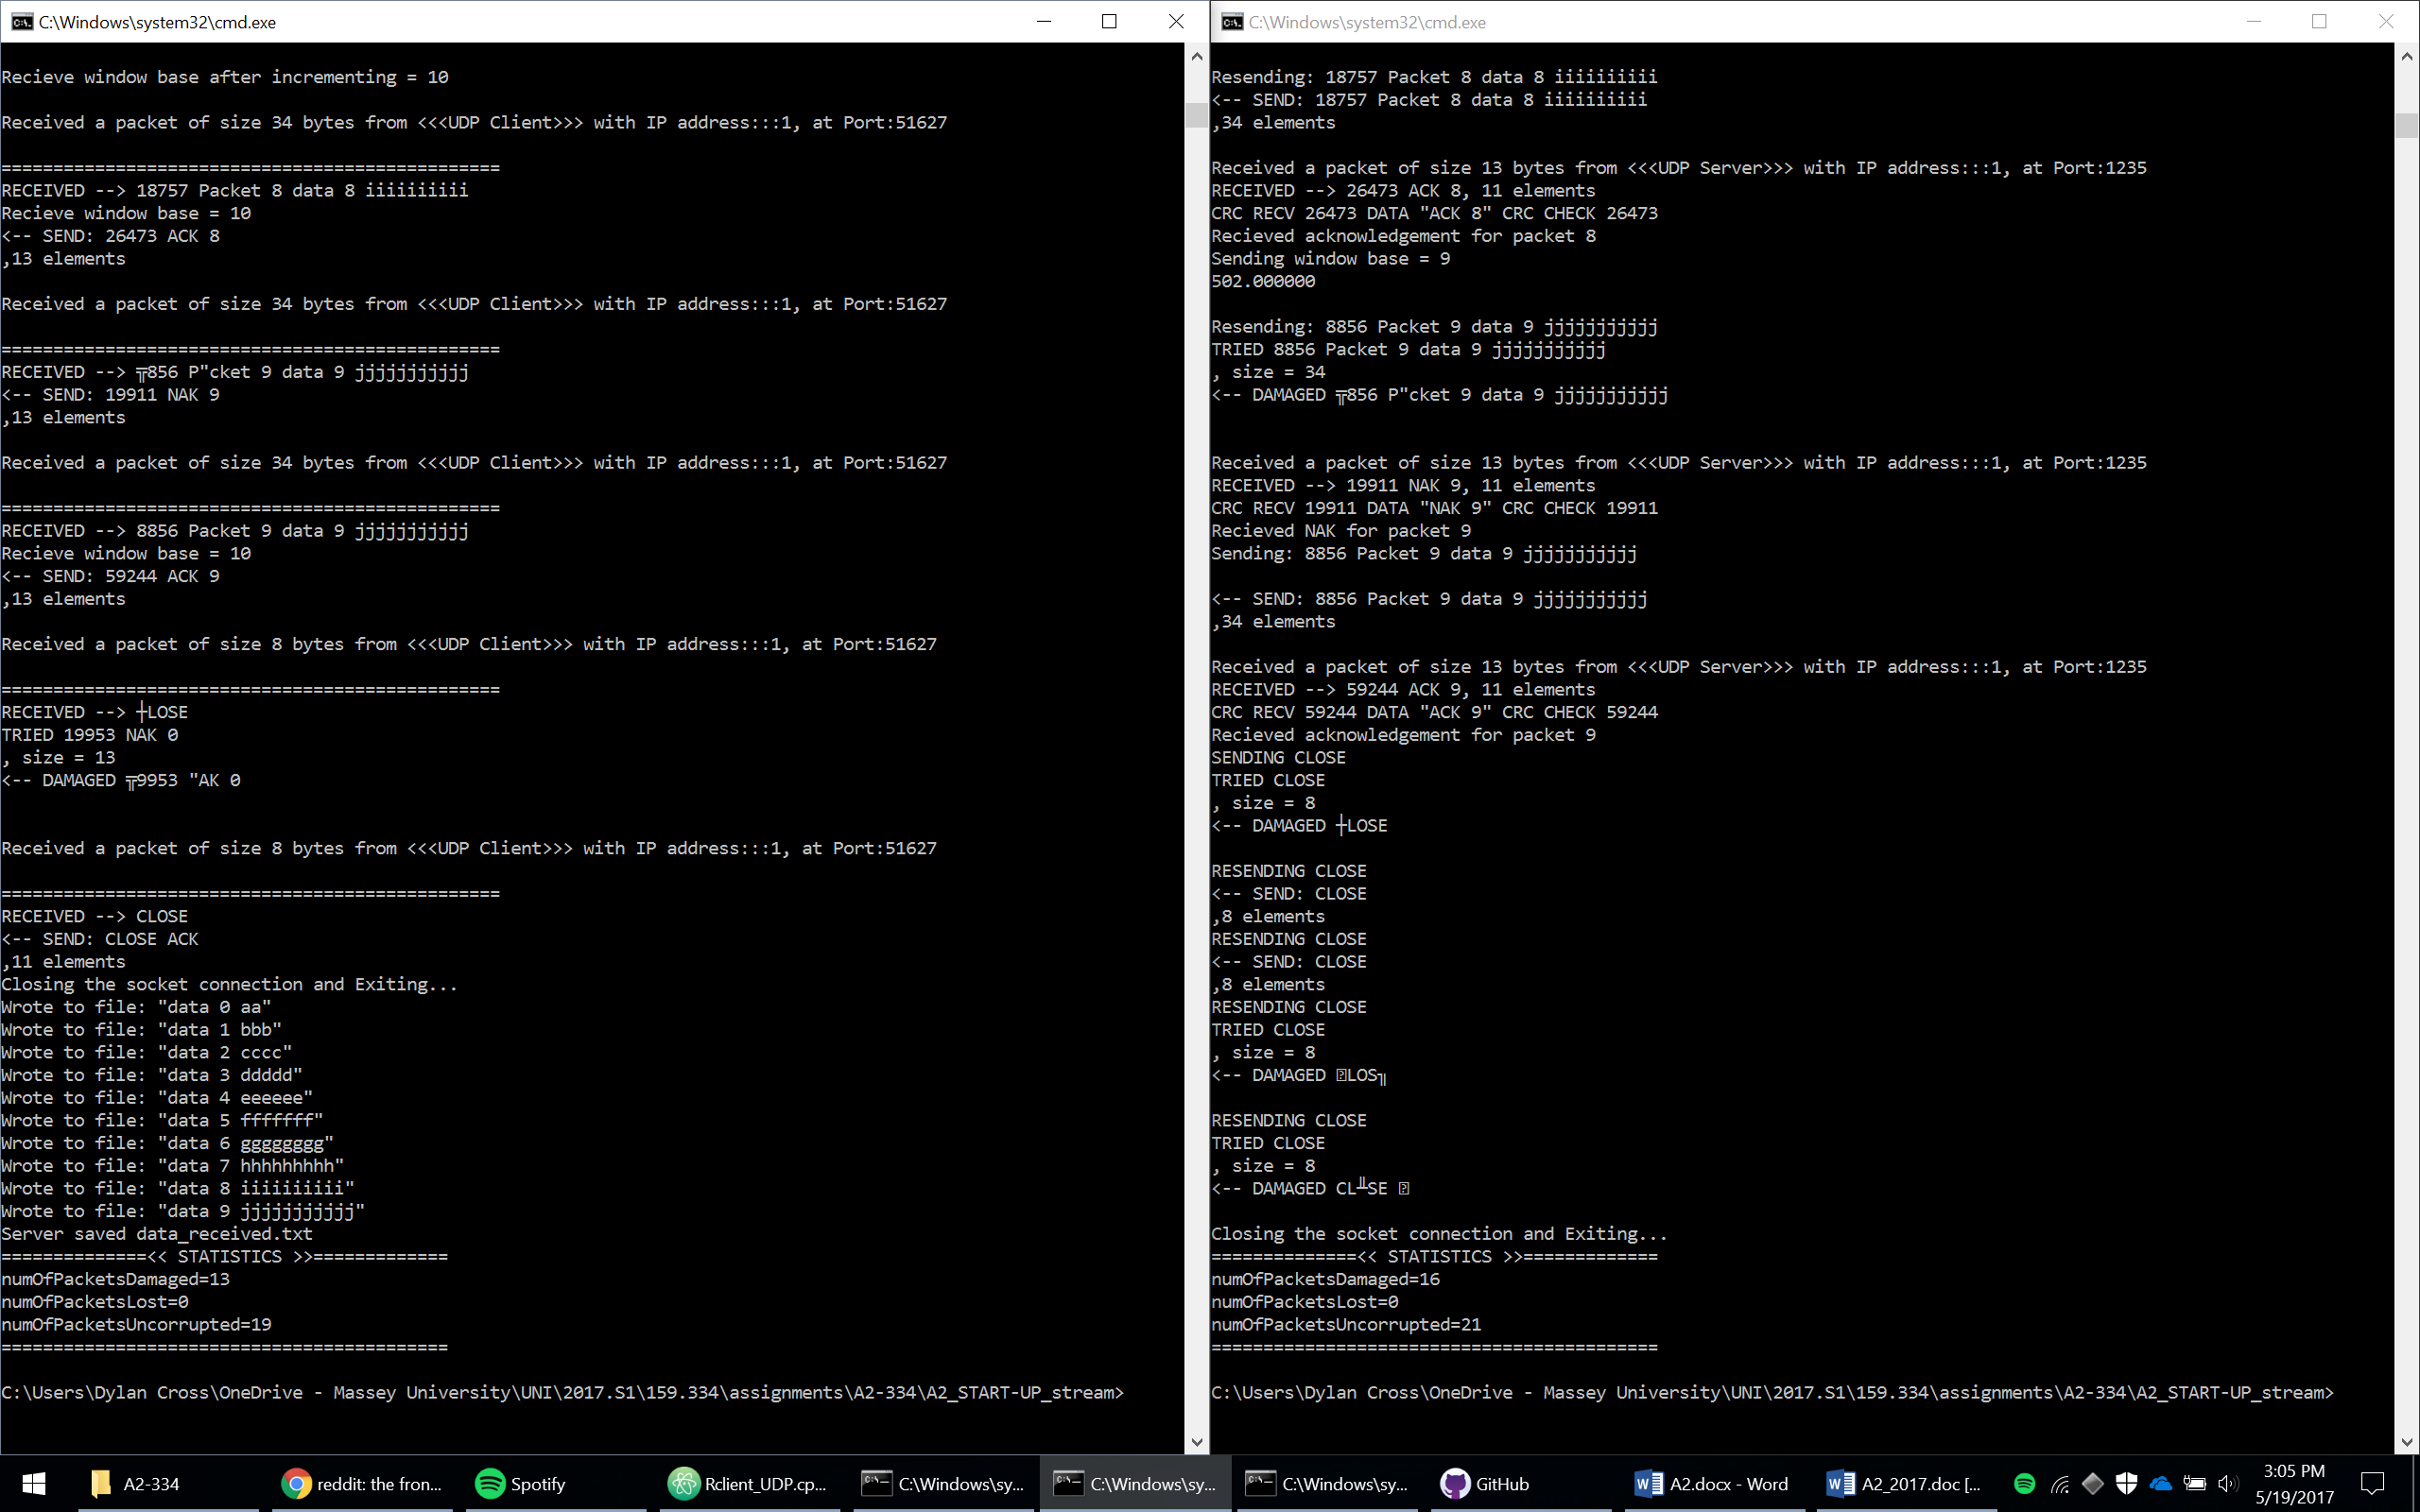 C:\Windows\system32\cmd.exe
Recieve window base after incrementing = 10
Received a packet of size 34 bytes from <<<UDP Client>>> with IP address:::1, at Port:51627
================================================
RECEIVED --> 18757 Packet 8 data 8 iiiiiiiiii
Recieve window base = 10
<-- SEND: 26473 ACK 8
,13 elements
Received a packet of size 34 bytes from <<<UDP Client>>> with IP address:::1, at Port:51627
================================================
RECEIVED --> ╦856 P"cket 9 data 9 jjjjjjjjjjj
<-- SEND: 19911 NAK 9
,13 elements
Received a packet of size 34 bytes from <<<UDP Client>>> with IP address:::1, at Port:51627
================================================
RECEIVED --> 8856 Packet 9 data 9 jjjjjjjjjjj
Recieve window base = 10
<-- SEND: 59244 ACK 9
,13 elements
Received a packet of size 8 bytes from <<<UDP Client>>> with IP address:::1, at Port:51627
================================================
RECEIVED --> ┼LOSE
TRIED 19953 NAK 0
, size = 13
<-- DAMAGED ╦9953 "AK 0
Received a packet of size 8 bytes from <<<UDP Client>>> with IP address:::1, at Port:51627
================================================
RECEIVED --> CLOSE
<-- SEND: CLOSE ACK
,11 elements
Closing the socket connection and Exiting...
Wrote to file: "data 0 aa"
Wrote to file: "data 1 bbb"
Wrote to file: "data 2 cccc"
Wrote to file: "data 3 ddddd"
Wrote to file: "data 4 eeeeee"
Wrote to file: "data 5 fffffff"
Wrote to file: "data 6 gggggggg"
Wrote to file: "data 7 hhhhhhhhh"
Wrote to file: "data 8 iiiiiiiiii"
Wrote to file: "data 9 jjjjjjjjjjj"
Server saved data_received.txt
==============<< STATISTICS >>=============
numOfPacketsDamaged=13
numOfPacketsLost=0
numOfPacketsUncorrupted=19
===========================================
C:\Users\Dylan Cross\OneDrive - Massey University\UNI\2017.S1\159.334\assignments\A2-334\A2_START-UP_stream>
C:\Windows\system32\cmd.exe
Resending: 18757 Packet 8 data 8 iiiiiiiiii
<-- SEND: 18757 Packet 8 data 8 iiiiiiiiii
,34 elements
Received a packet of size 13 bytes from <<<UDP Server>>> with IP address:::1, at Port:1235
RECEIVED --> 26473 ACK 8, 11 elements
CRC RECV 26473 DATA "ACK 8" CRC CHECK 26473
Recieved acknowledgement for packet 8
Sending window base = 9
502.000000
Resending: 8856 Packet 9 data 9 jjjjjjjjjjj
TRIED 8856 Packet 9 data 9 jjjjjjjjjjj
, size = 34
<-- DAMAGED ╦856 P"cket 9 data 9 jjjjjjjjjjj
Received a packet of size 13 bytes from <<<UDP Server>>> with IP address:::1, at Port:1235
RECEIVED --> 19911 NAK 9, 11 elements
CRC RECV 19911 DATA "NAK 9" CRC CHECK 19911
Recieved NAK for packet 9
Sending: 8856 Packet 9 data 9 jjjjjjjjjjj
<-- SEND: 8856 Packet 9 data 9 jjjjjjjjjjj
,34 elements
Received a packet of size 13 bytes from <<<UDP Server>>> with IP address:::1, at Port:1235
RECEIVED --> 59244 ACK 9, 11 elements
CRC RECV 59244 DATA "ACK 9" CRC CHECK 59244
Recieved acknowledgement for packet 9
SENDING CLOSE
TRIED CLOSE
, size = 8
<-- DAMAGED ┼LOSE
RESENDING CLOSE
<-- SEND: CLOSE
,8 elements
RESENDING CLOSE
<-- SEND: CLOSE
,8 elements
RESENDING CLOSE
TRIED CLOSE
, size = 8
<-- DAMAGED ⍰LOS╖
RESENDING CLOSE
TRIED CLOSE
, size = 8
<-- DAMAGED CL╨SE ⍰
Closing the socket connection and Exiting...
==============<< STATISTICS >>=============
numOfPacketsDamaged=16
numOfPacketsLost=0
numOfPacketsUncorrupted=21
===========================================
C:\Users\Dylan Cross\OneDrive - Massey University\UNI\2017.S1\159.334\assignments\A2-334\A2_START-UP_stream>
A2-334
reddit: the fron...
Spotify
Rclient_UDP.cp...
C:\Windows\sy...
C:\Windows\sy...
C:\Windows\sy...
GitHub
A2.docx - Word
A2_2017.doc [...
3:05 PM
5/19/2017